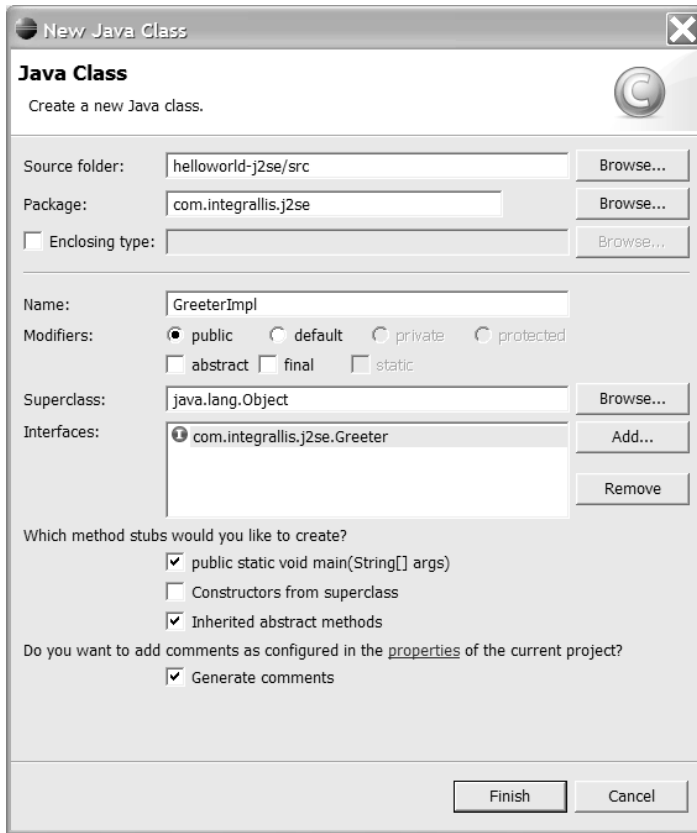 New Java Class
Java Class
Create a new Java class.
Source folder: helloworld-j2se/src Browse...
Package: com.integrallis.j2se Browse...
Enclosing type: Browse...
Name: GreeterImpl
Modifiers: public default private protected
abstract final static
Superclass: java.lang.Object Browse...
Interfaces: com.integrallis.j2se.Greeter Add...
Remove
Which method stubs would you like to create?
public static void main(String[] args)
Constructors from superclass
Inherited abstract methods
Do you want to add comments as configured in the properties of the current project?
Generate comments
Finish Cancel